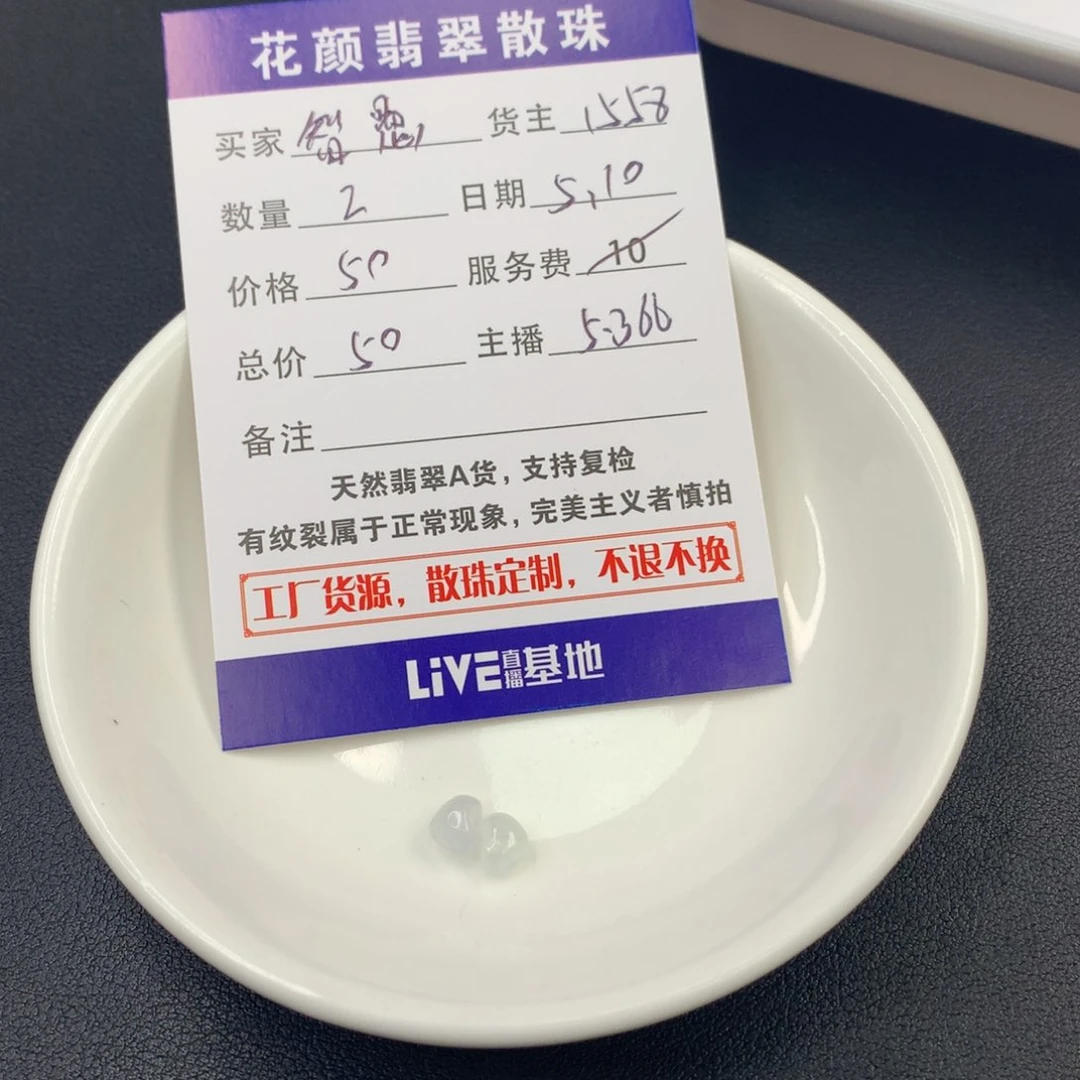 花颜翡翠散珠
买家 智慧 货主 1558
数量 2 日期 5,10
价格 50 服务费 10
总价 50 主播 5.366
备注
天然翡翠A货，支持复检
有纹裂属于正常现象，完美主义者慎拍
工厂货源，散珠定制，不退不换
LiVE直播基地